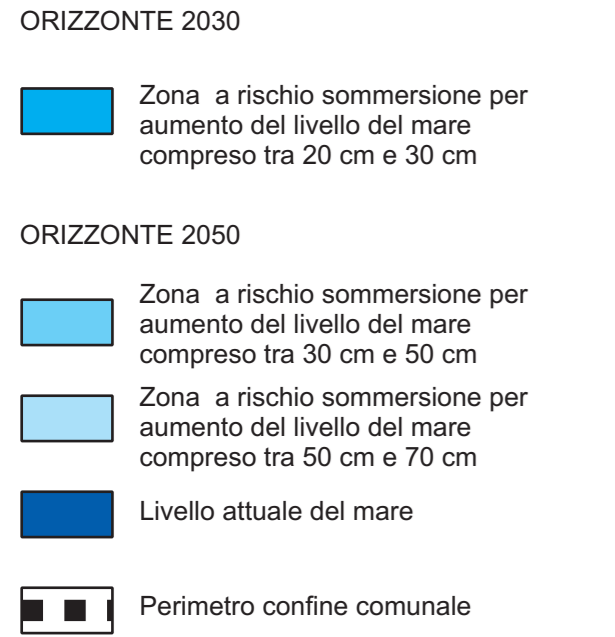 ORIZZONTE 2030
Zona a rischio sommersione per
aumento del livello del mare
compreso tra 20 cm e 30 cm
ORIZZONTE 2050
Zona a rischio sommersione per
aumento del livello del mare
compreso tra 30 cm e 50 cm
Zona a rischio sommersione per
aumento del livello del mare
compreso tra 50 cm e 70 cm
Livello attuale del mare
Perimetro confine comunale